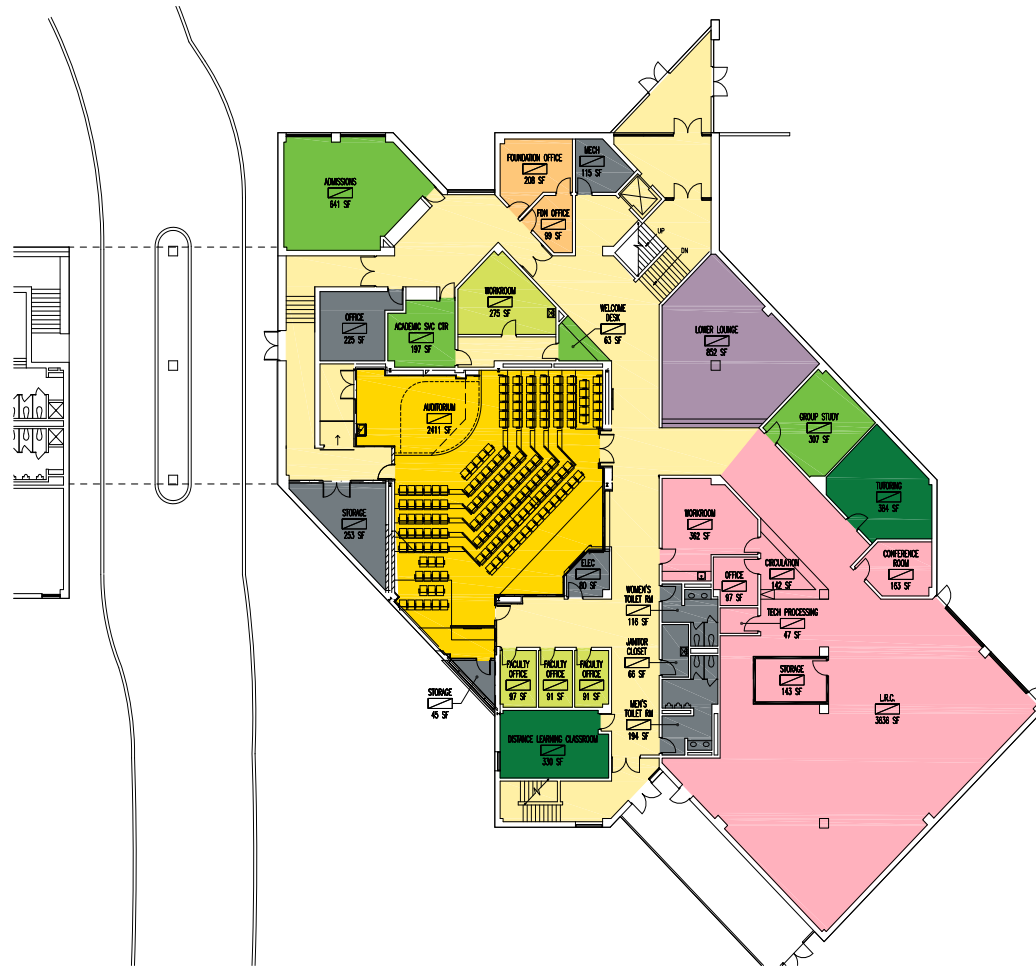 FOUNDATION OFFICE
208 SF
MECH
115 SF
ADMISSIONS
641 SF
FDN OFFICE
99 SF
UP
DN
WORKROOM
275 SF
WELCOME
DESK
63 SF
OFFICE
225 SF
ACADEMIC SVC CTR
197 SF
LOWER LOUNGE
852 SF
AUDITORIUM
2411 SF
GROUP STUDY
307 SF
TUTORING
384 SF
STORAGE
253 SF
WORKROOM
362 SF
CONFERENCE
ROOM
163 SF
ELEC
80 SF
OFFICE
97 SF
CIRCULATION
142 SF
WOMEN'S
TOILET RM
116 SF
TECH PROCESSING
47 SF
JANITOR
CLOSET
66 SF
FACULTY
OFFICE
97 SF
FACULTY
OFFICE
91 SF
FACULTY
OFFICE
91 SF
STORAGE
143 SF
STORAGE
45 SF
MEN'S
TOILET RM
194 SF
L.R.C.
3636 SF
DISTANCE LEARNING CLASSROOM
330 SF